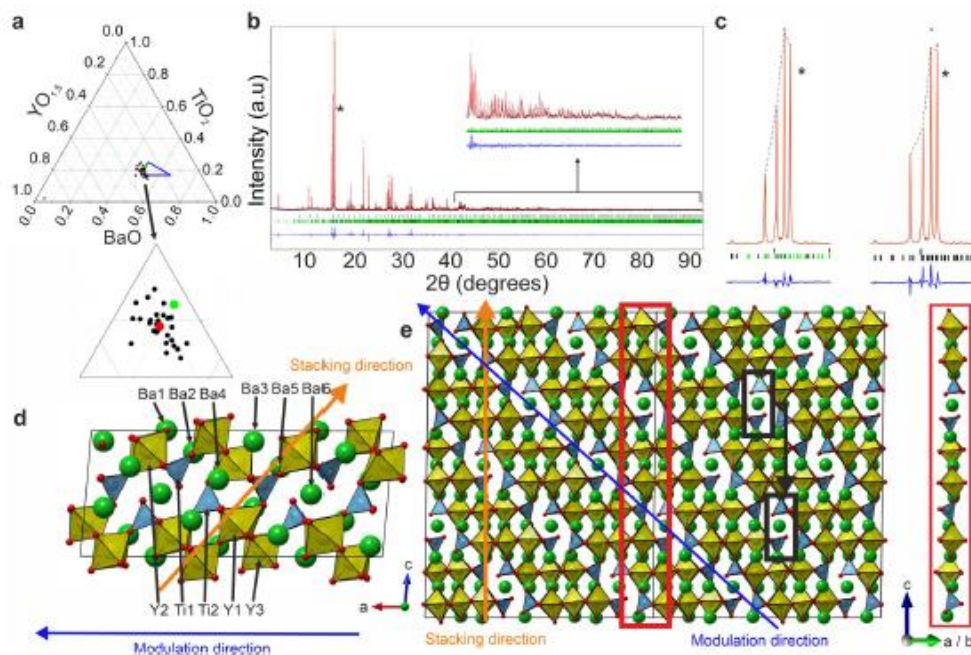 a
0.0 1.0
0.2 0.8
YO1.5
TiO2
0.4 0.6
0.6 0.4
0.8 0.2
1.0 0.0
0.0 0.2 0.4 0.6 0.8 1.0
BaO
b
Intensity (a.u)
*
10 20 30 40 50 60 70 80 90
2θ (degrees)
c
* *
d
Stacking direction
Ba1 Ba2 Ba4 Ba3 Ba5 Ba6
Y2 Ti1 Ti2 Y1 Y3
c
a
Modulation direction
e
Stacking direction
Modulation direction
c
a / b